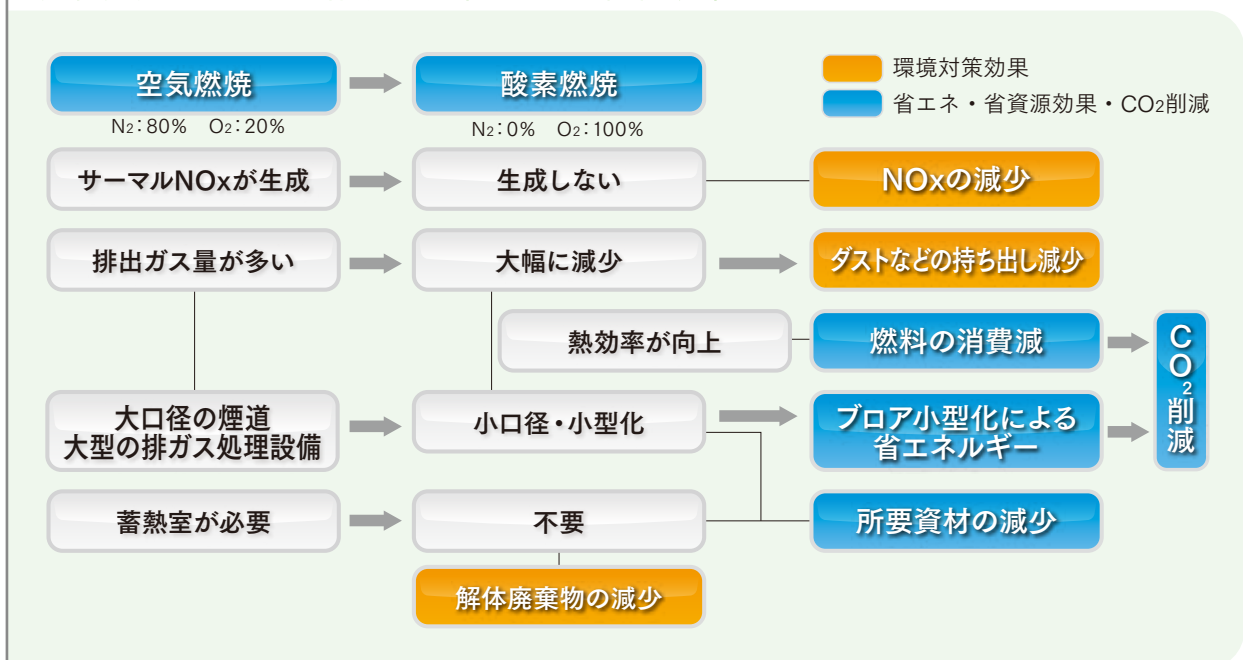 空気燃焼
酸素燃焼
環境対策効果
省エネ・省資源効果・CO2削減
N2:80% O2:20%
N2:0% O2:100%
サーマルNOxが生成
生成しない
NOxの減少
排出ガス量が多い
大幅に減少
ダストなどの持ち出し減少
熱効率が向上
燃料の消費減
CO2削減
大口径の煙道
大型の排ガス処理設備
小口径・小型化
ブロア小型化による
省エネルギー
蓄熱室が必要
不要
所要資材の減少
解体廃棄物の減少